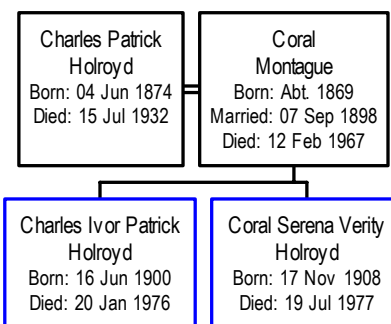 Charles Patrick
Holroyd
Born: 04 Jun 1874
Died: 15 Jul 1932
Coral
Montague
Born: Abt. 1869
Married: 07 Sep 1898
Died: 12 Feb 1967
Charles Ivor Patrick
Holroyd
Born: 16 Jun 1900
Died: 20 Jan 1976
Coral Serena Verity
Holroyd
Born: 17 Nov 1908
Died: 19 Jul 1977